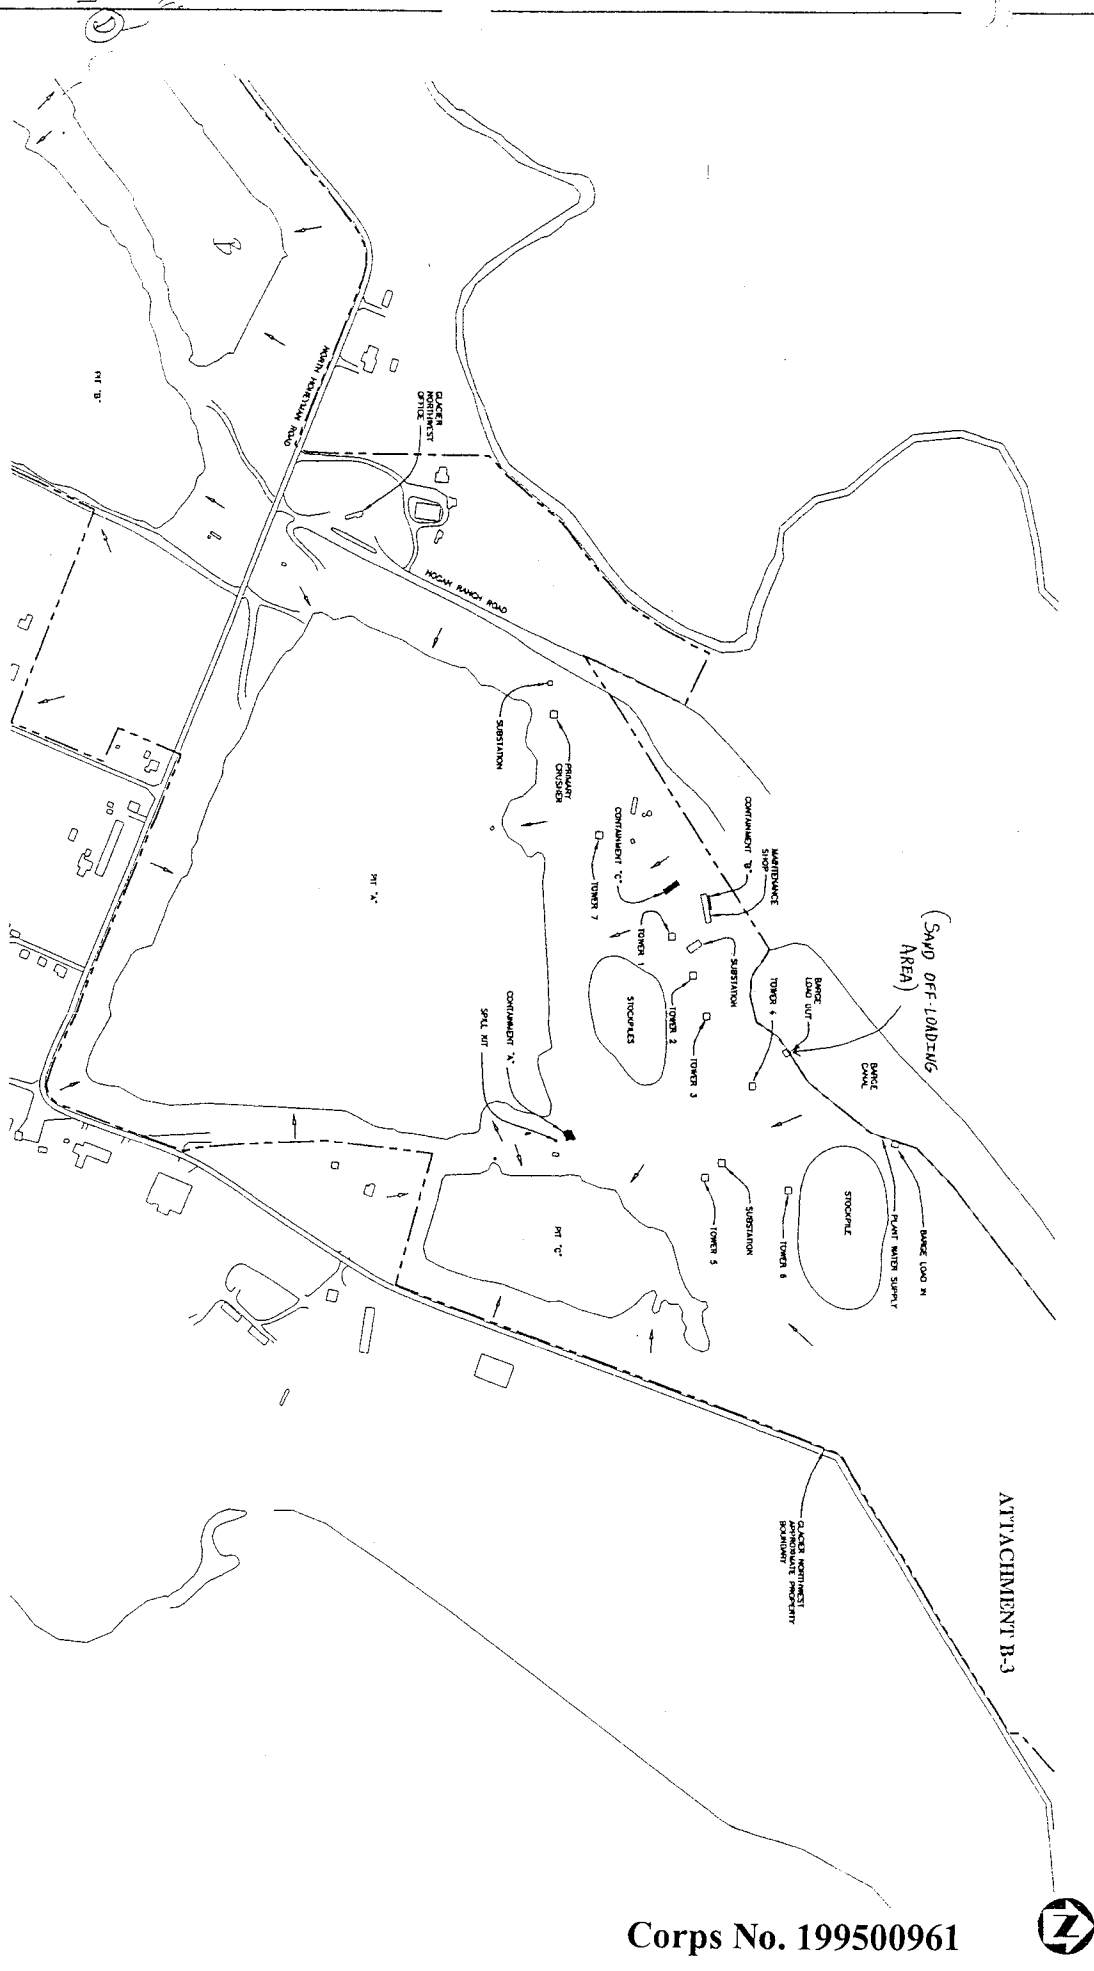 ATTACHMENT B-3
(SAND OFF-LOADING
AREA)
BARGE
LOAD OUT
BARGE
CANAL
BARGE LOAD IN
PLANT WATER SUPPLY
STOCKPILE
MAINTENANCE
SHOP
CONTAINMENT "B"
SUBSTATION
TOWER 4
TOWER 3
TOWER 2
TOWER 1
CONTAINMENT "C"
TOWER 7
STOCKPILES
SUBSTATION
TOWER 6
TOWER 5
PRIMARY
CRUSHER
SUBSTATION
CONTAINMENT "A"
SPILL KIT
PIT "C"
PIT "A"
PIT "B"
B
HOGAN RANCH ROAD
GLACIER
NORTHWEST
OFFICE
NORTH HONEYMAN ROAD
GLACIER NORTHWEST
APPROXIMATE PROPERTY
BOUNDARY
Corps No. 199500961
N